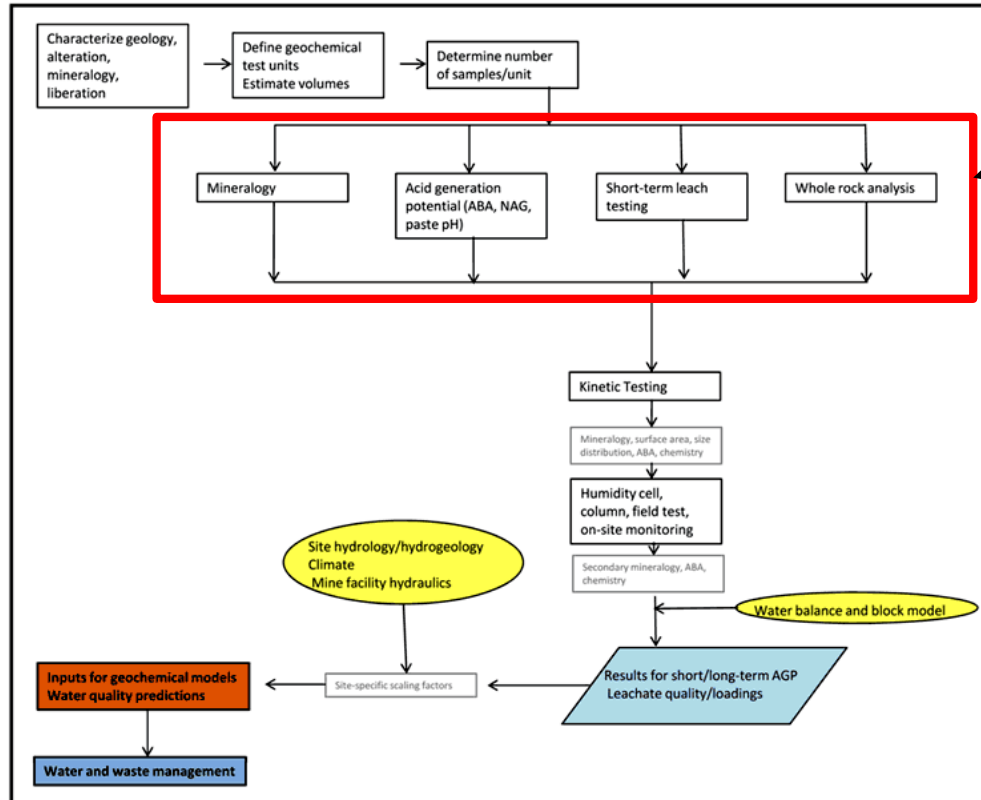 Characterize geology,
alteration,
mineralogy,
liberation
Define geochemical
test units
Estimate volumes
Determine number
of samples/unit
Mineralogy
Acid generation
potential (ABA, NAG,
paste pH)
Short-term leach
testing
Whole rock analysis
Kinetic Testing
Mineralogy, surface area, size
distribution, ABA, chemistry
Humidity cell,
column, field test,
on-site monitoring
Secondary mineralogy, ABA,
chemistry
Site hydrology/hydrogeology
Climate
Mine facility hydraulics
Water balance and block model
Results for short/long-term AGP
Leachate quality/loadings
Site-specific scaling factors
Inputs for geochemical models
Water quality predictions
Water and waste management